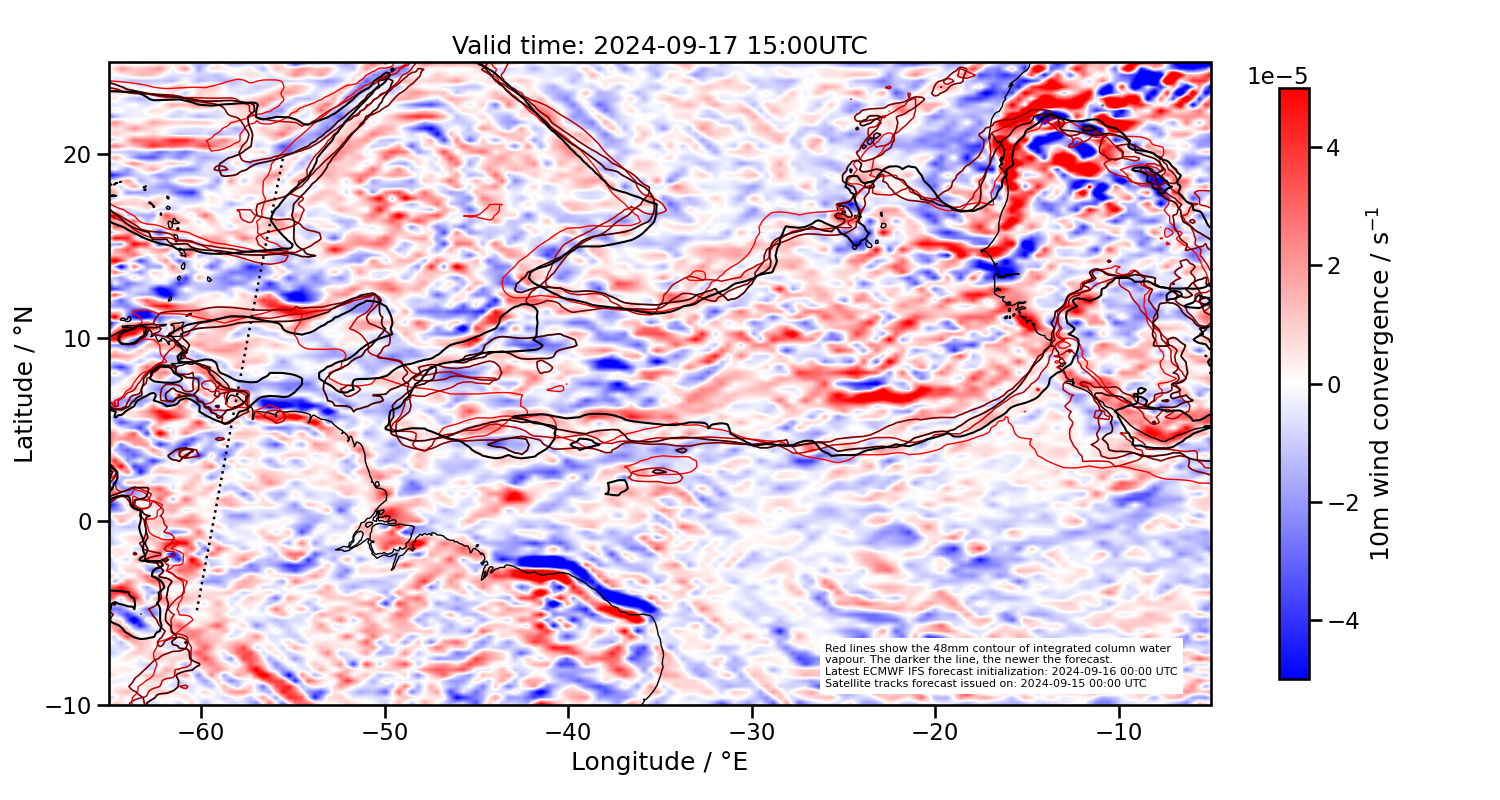 Valid time: 2024-09-17 15:00UTC
1e−5
20
10
0
−10
Latitude / °N
−60
−50
−40
−30
−20
−10
Longitude / °E
4
2
0
−2
−4
10m wind convergence / s⁻¹
Red lines show the 48mm contour of integrated column water
vapour. The darker the line, the newer the forecast.
Latest ECMWF IFS forecast initialization: 2024-09-16 00:00 UTC
Satellite tracks forecast issued on: 2024-09-15 00:00 UTC